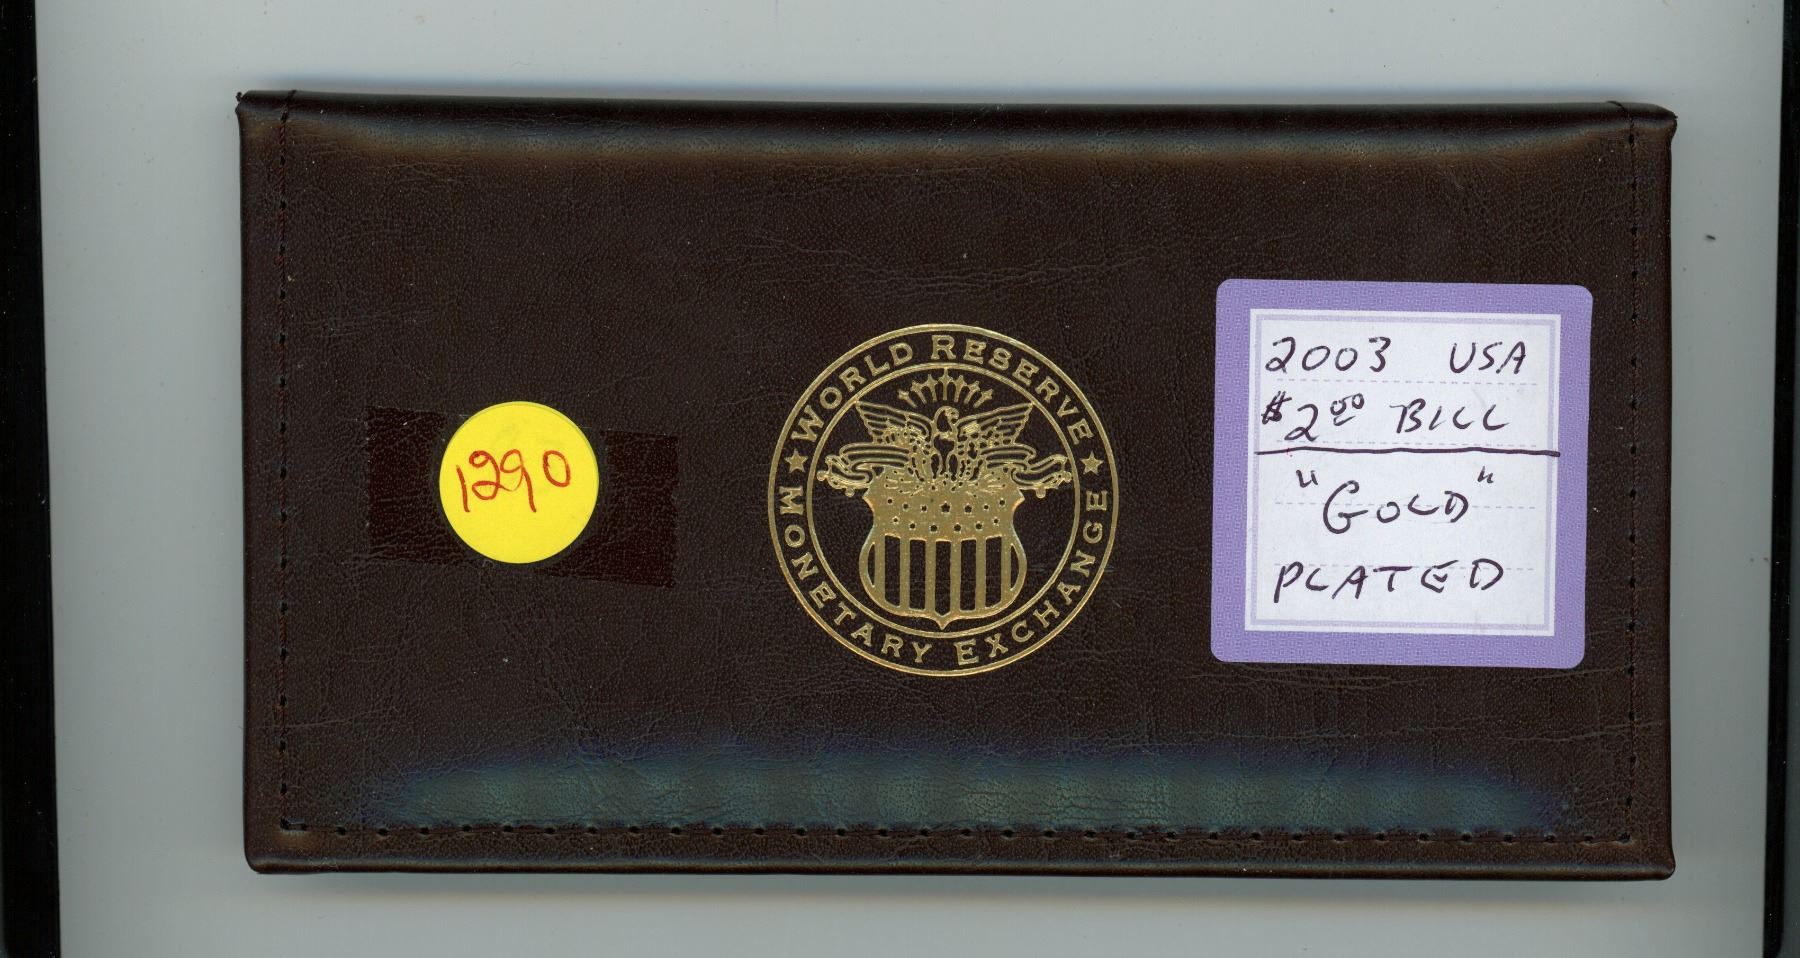 1290
WORLD RESERVE
MONETARY EXCHANGE
2003 USA
$2.00 BILL
"GOLD"
PLATED